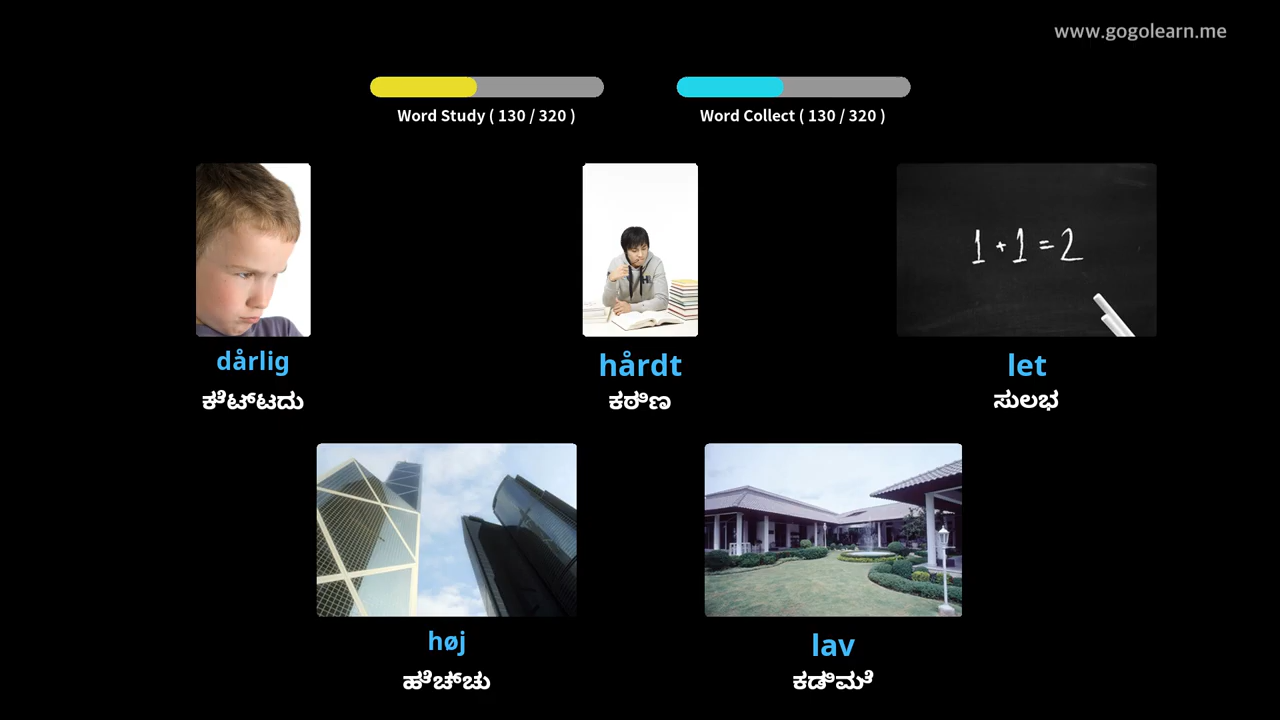 www.gogolearn.me
Word Study ( 130 / 320 )
Word Collect ( 130 / 320 )
1 + 1 = 2
dårlig
hårdt
let
ಕೆಟ್ಟದು
ಕಠಿಣ
ಸುಲಭ
høj
lav
ಹೆಚ್ಚು
ಕಡಿಮೆ